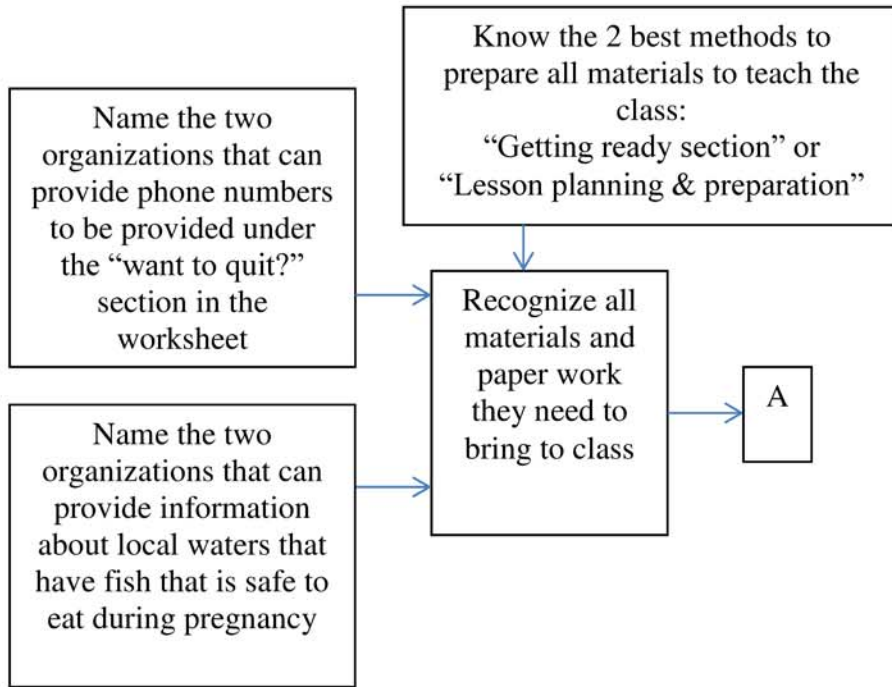 Know the 2 best methods to
prepare all materials to teach the
class:
“Getting ready section” or
“Lesson planning & preparation”
Name the two
organizations that can
provide phone numbers
to be provided under
the “want to quit?”
section in the
worksheet
Recognize all
materials and
paper work
they need to
bring to class
A
Name the two
organizations that can
provide information
about local waters that
have fish that is safe to
eat during pregnancy